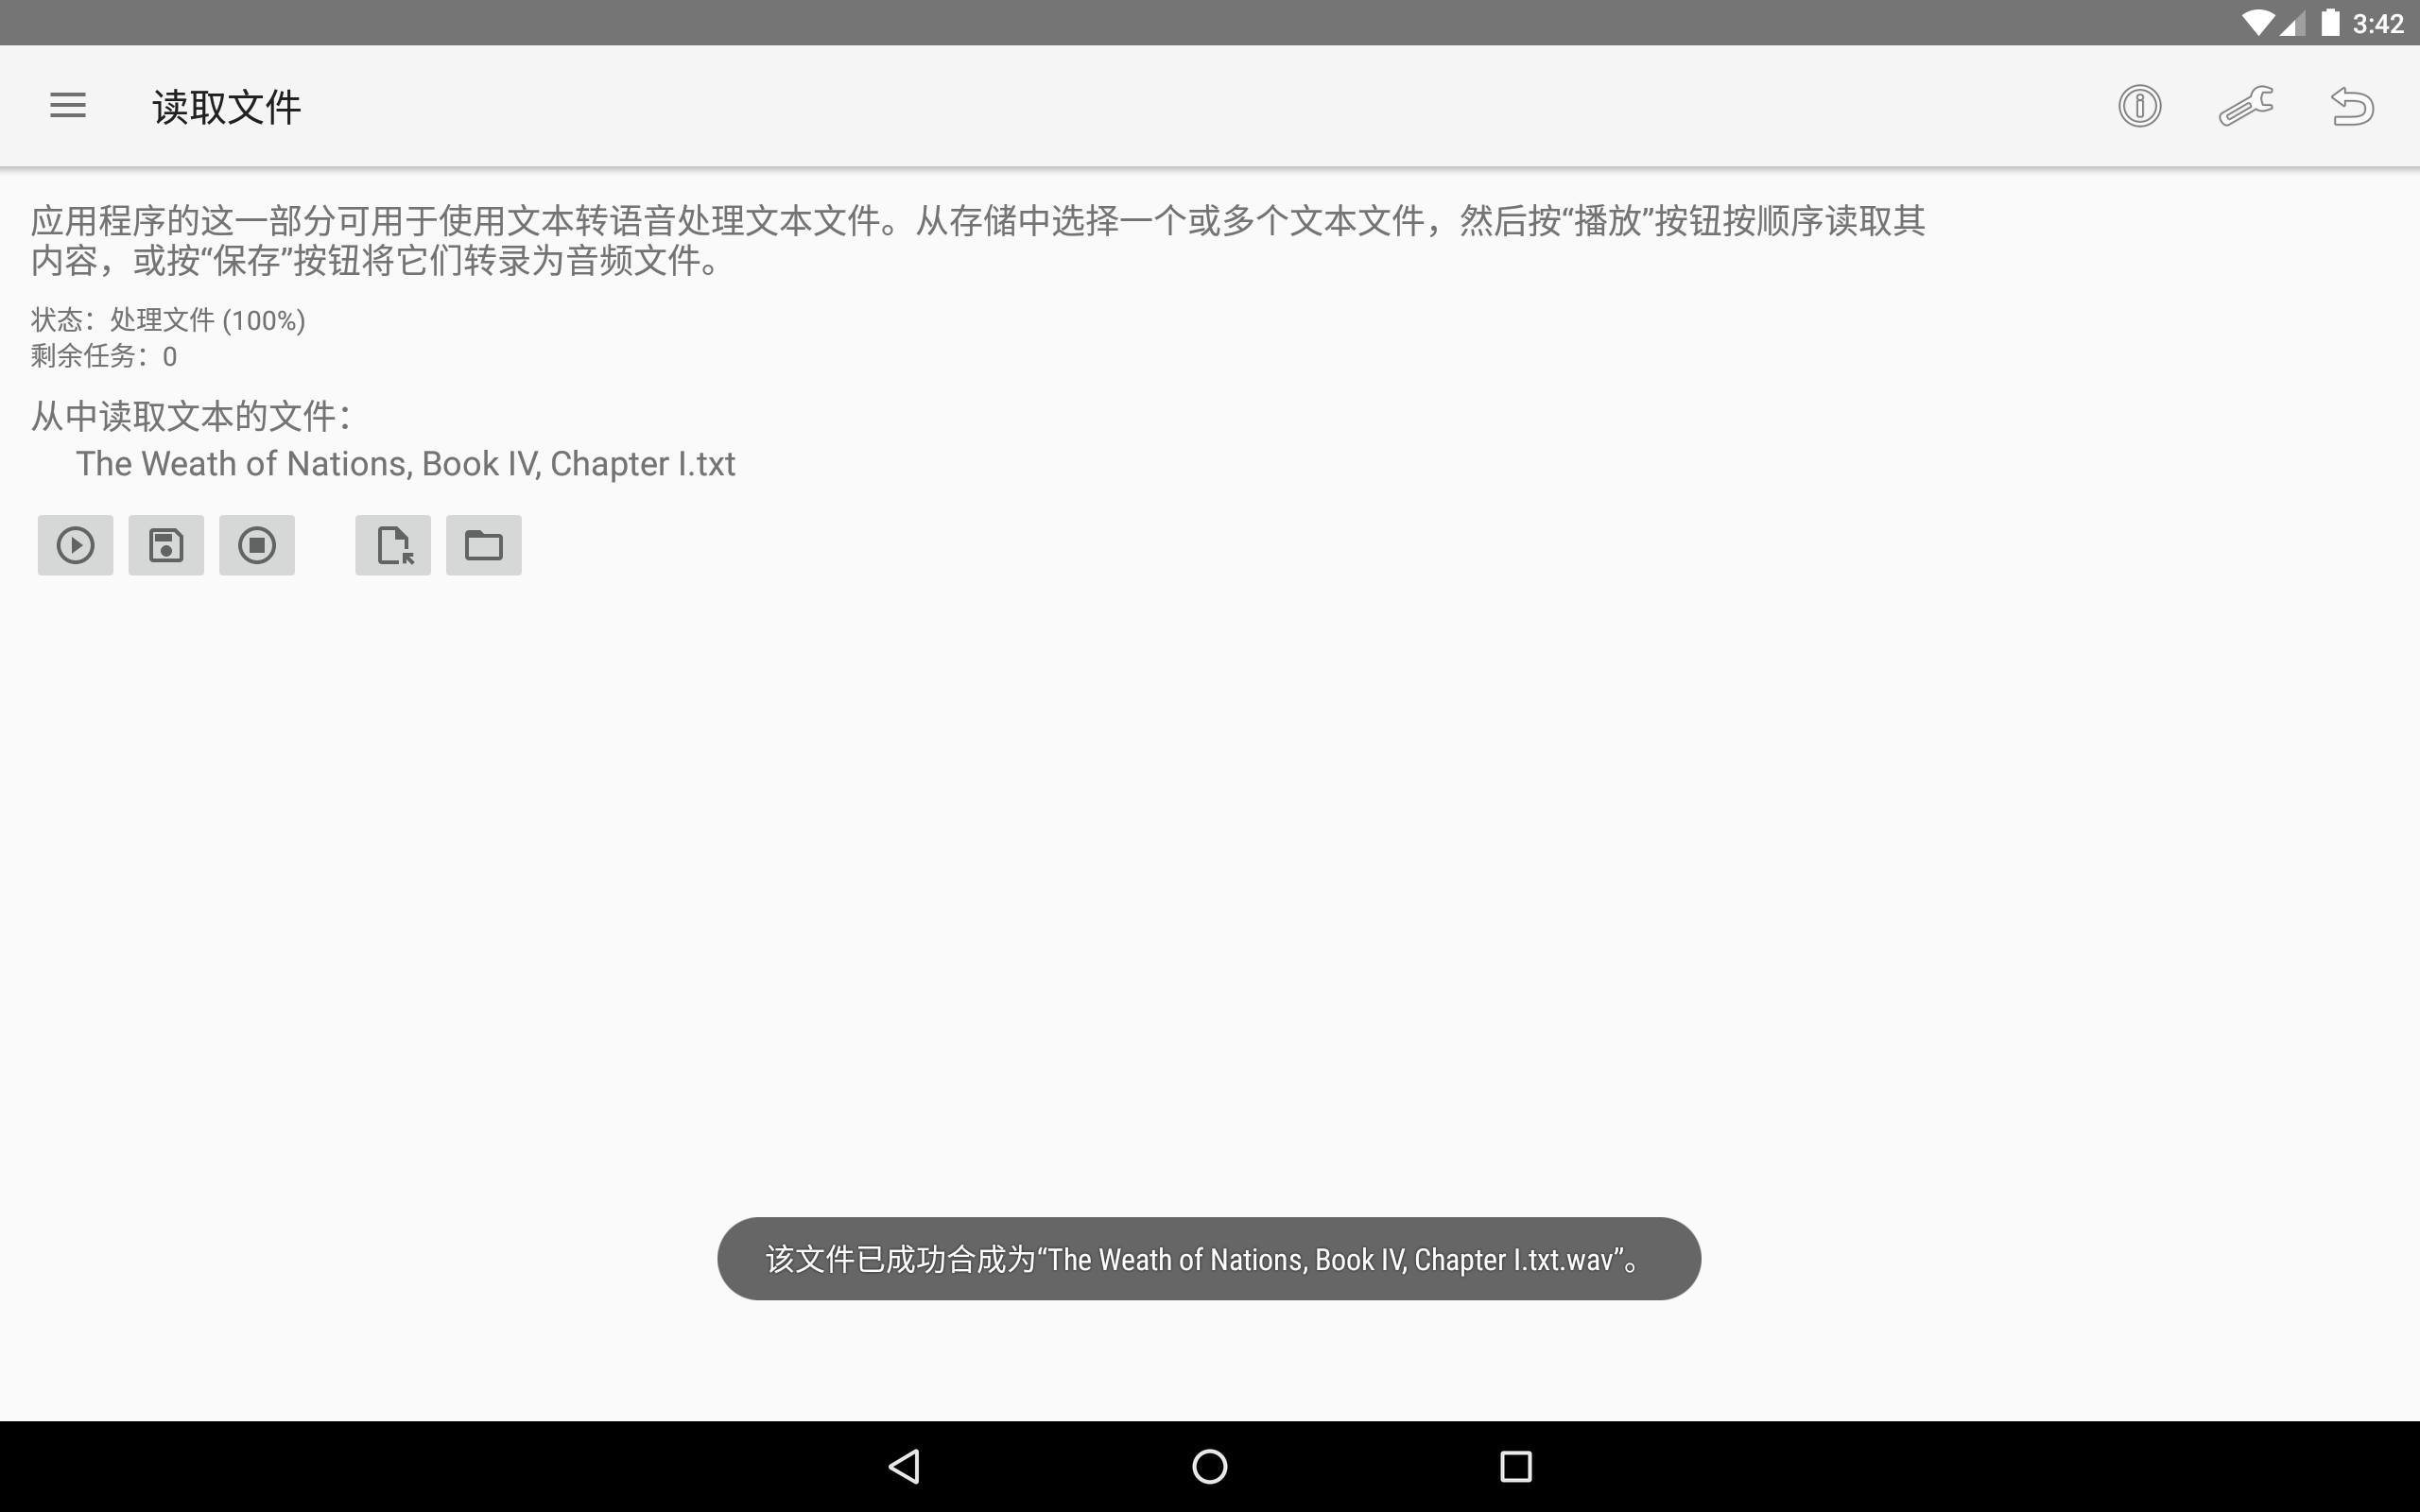 3:42
读取文件
应用程序的这一部分可用于使用文本转语音处理文本文件。从存储中选择一个或多个文本文件，然后按“播放”按钮按顺序读取其
内容，或按“保存”按钮将它们转录为音频文件。
状态：处理文件 (100%)
剩余任务：0
从中读取文本的文件：
The Weath of Nations, Book IV, Chapter I.txt
该文件已成功合成为“The Weath of Nations, Book IV, Chapter I.txt.wav”。